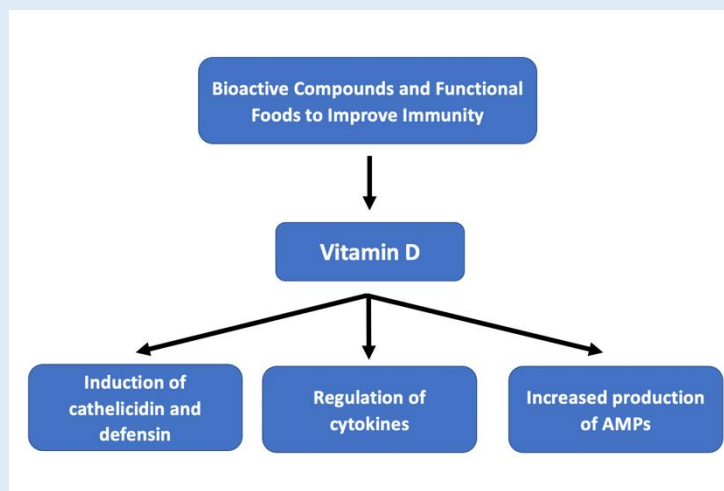 Bioactive Compounds and Functional
Foods to Improve Immunity
Vitamin D
Induction of
cathelicidin and
defensin
Regulation of
cytokines
Increased production
of AMPs